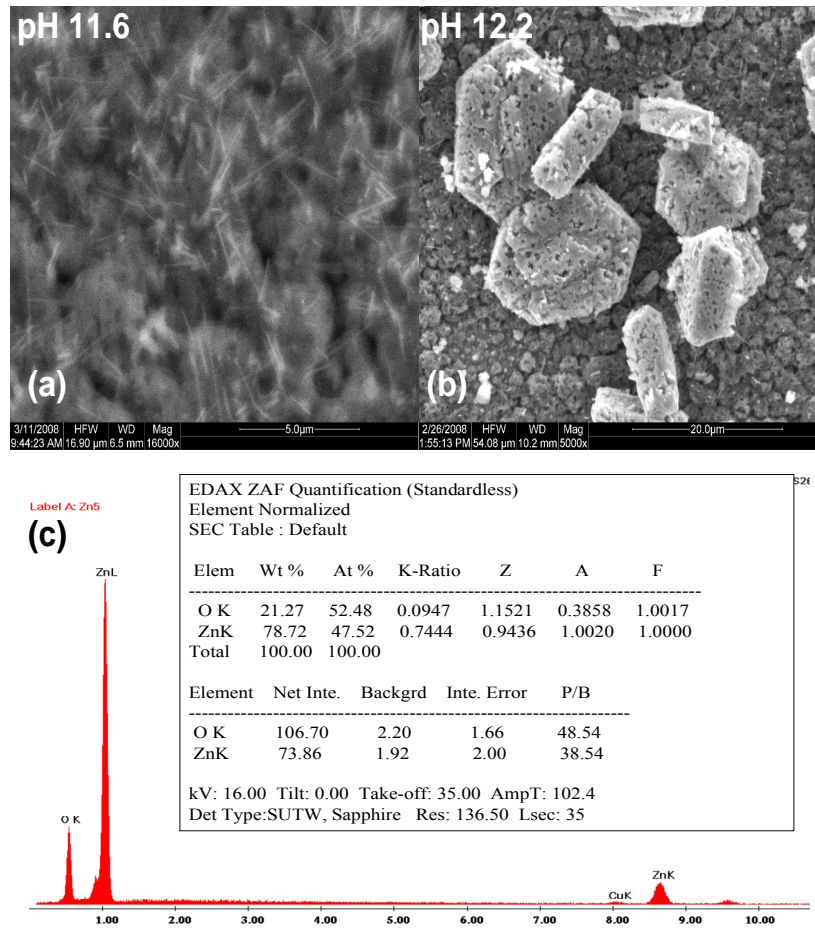 pH 11.6
pH 12.2
(a)
(b)
3/11/2008 HFW WD Mag 5.0µm
9:44:23 AM 16.90 µm 6.5 mm 16000x
2/26/2008 HFW WD Mag 20.0µm
1:55:13 PM 54.08 µm 10.2 mm 5000x
Label A: Zn5
(c)
EDAX ZAF Quantification (Standardless)
Element Normalized
SEC Table : Default
Elem Wt % At % K-Ratio Z A F
O K 21.27 52.48 0.0947 1.1521 0.3858 1.0017
ZnK 78.72 47.52 0.7444 0.9436 1.0020 1.0000
Total 100.00 100.00
Element Net Inte. Backgrd Inte. Error P/B
O K 106.70 2.20 1.66 48.54
ZnK 73.86 1.92 2.00 38.54
kV: 16.00 Tilt: 0.00 Take-off: 35.00 AmpT: 102.4
Det Type:SUTW, Sapphire Res: 136.50 Lsec: 35
ZnL
O K
CuK
ZnK
1.00 2.00 3.00 4.00 5.00 6.00 7.00 8.00 9.00 10.00